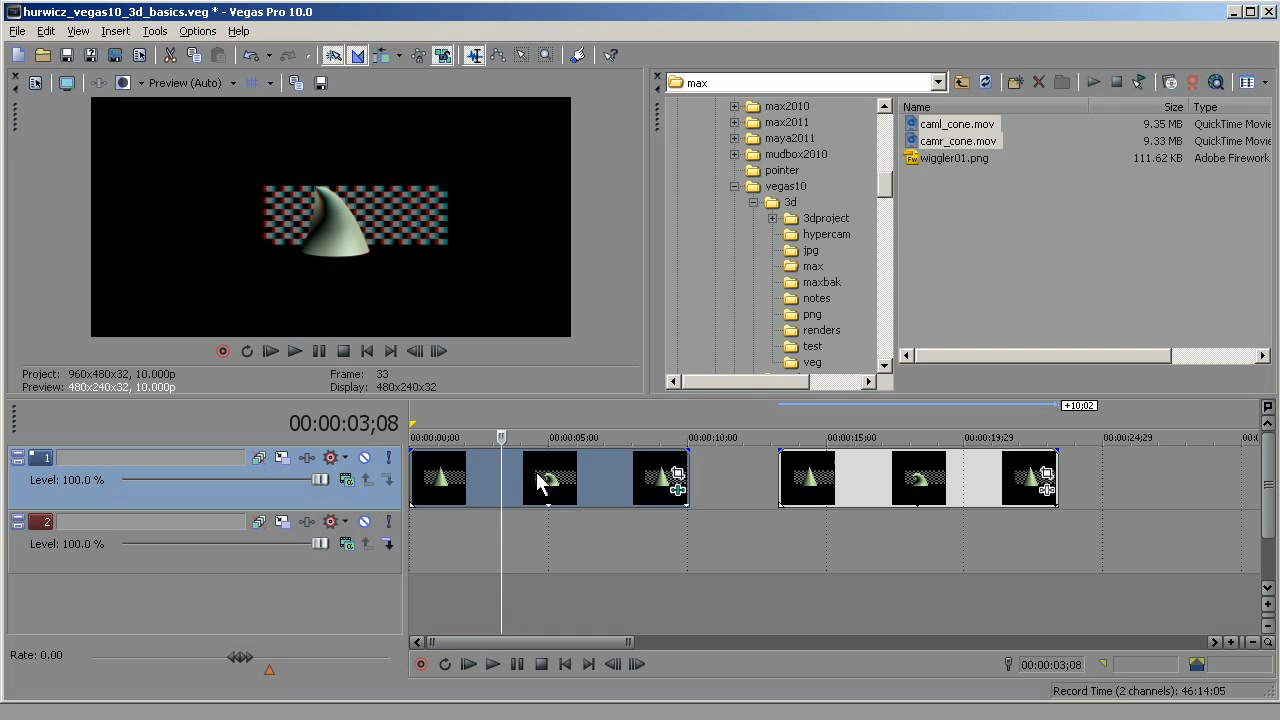 hurwicz_vegas10_3d_basics.veg * - Vegas Pro 10.0
File Edit View Insert Tools Options Help
Preview (Auto)
max
Name Size Type
max2010
max2011
maya2011
mudbox2010
pointer
vegas10
3d
3dproject
hypercam
jpg
max
maxbak
notes
png
renders
test
veg
caml_cone.mov 9.35 MB QuickTime Movie
camr_cone.mov 9.33 MB QuickTime Movie
wiggler01.png 111.62 KB Adobe Firework
Project: 960x480x32, 10.000p Frame: 33
Preview: 480x240x32, 10.000p Display: 480x240x32
00:00:03;08
+10;02
00:00:00;00 00:00:05;00 00:00:10;00 00:00:15;00 00:00:19;29 00:00:24;29
1
Level: 100.0 %
2
Level: 100.0 %
Rate: 0.00
00:00:03;08
Record Time (2 channels): 46:14:05